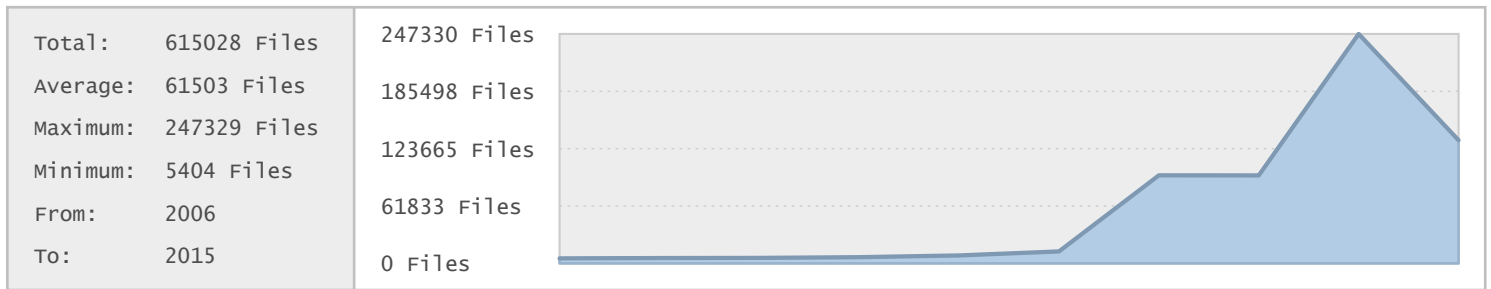 Total: 615028 Files
Average: 61503 Files
Maximum: 247329 Files
Minimum: 5404 Files
From: 2006
To: 2015
247330 Files
185498 Files
123665 Files
61833 Files
0 Files